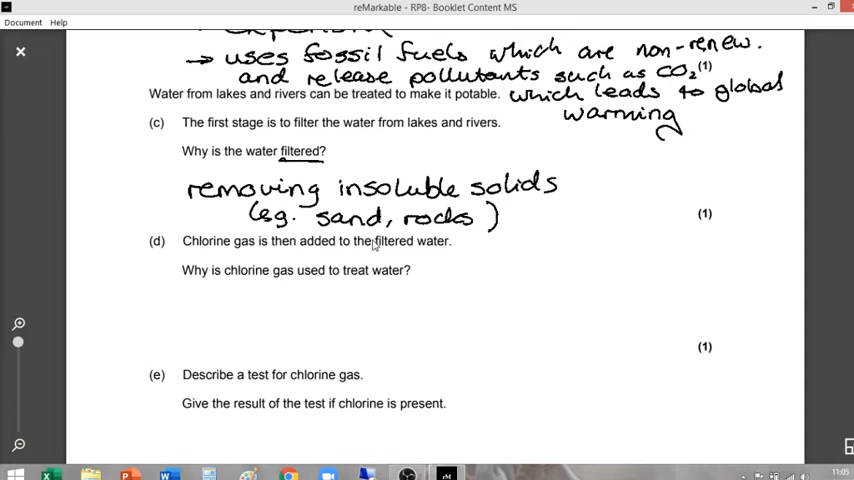 reMarkable - RP8- Booklet Content MS
Document Help
→ uses fossil fuels which are non-renew.
and release pollutants such as CO₂ (1)
Water from lakes and rivers can be treated to make it potable. which leads to global
warming
(c) The first stage is to filter the water from lakes and rivers.
Why is the water filtered?
removing insoluble solids
(eg. sand, rocks )
(1)
(d) Chlorine gas is then added to the filtered water.
Why is chlorine gas used to treat water?
(1)
(e) Describe a test for chlorine gas.
Give the result of the test if chlorine is present.
11:05